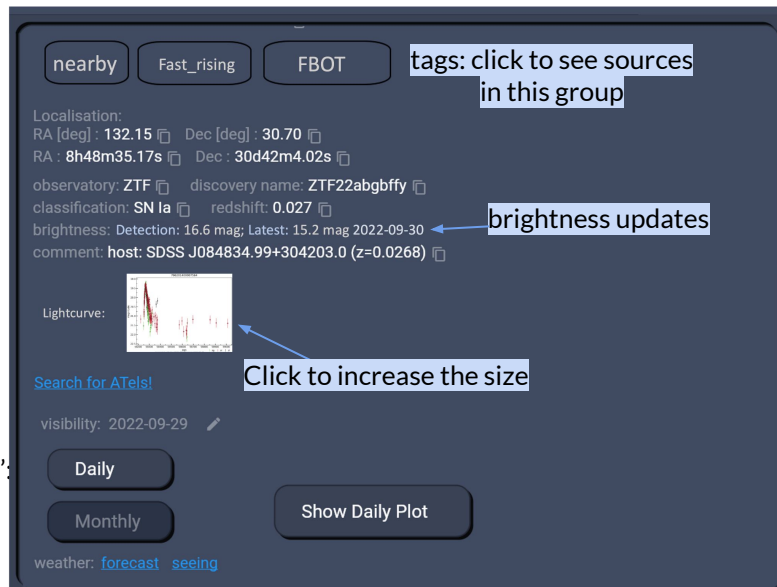 nearby Fast_rising FBOT tags: click to see sources
in this group
Localisation:
RA [deg] : 132.15 Dec [deg] : 30.70
RA : 8h48m35.17s Dec : 30d42m4.02s
observatory: ZTF discovery name: ZTF22abgbffy
classification: SN Ia redshift: 0.027
brightness: Detection: 16.6 mag; Latest: 15.2 mag 2022-09-30 brightness updates
comment: host: SDSS J084834.99+304203.0 (z=0.0268)
Lightcurve:
Click to increase the size
Search for ATels!
visibility: 2022-09-29
Daily
Show Daily Plot
Monthly
weather: forecast seeing